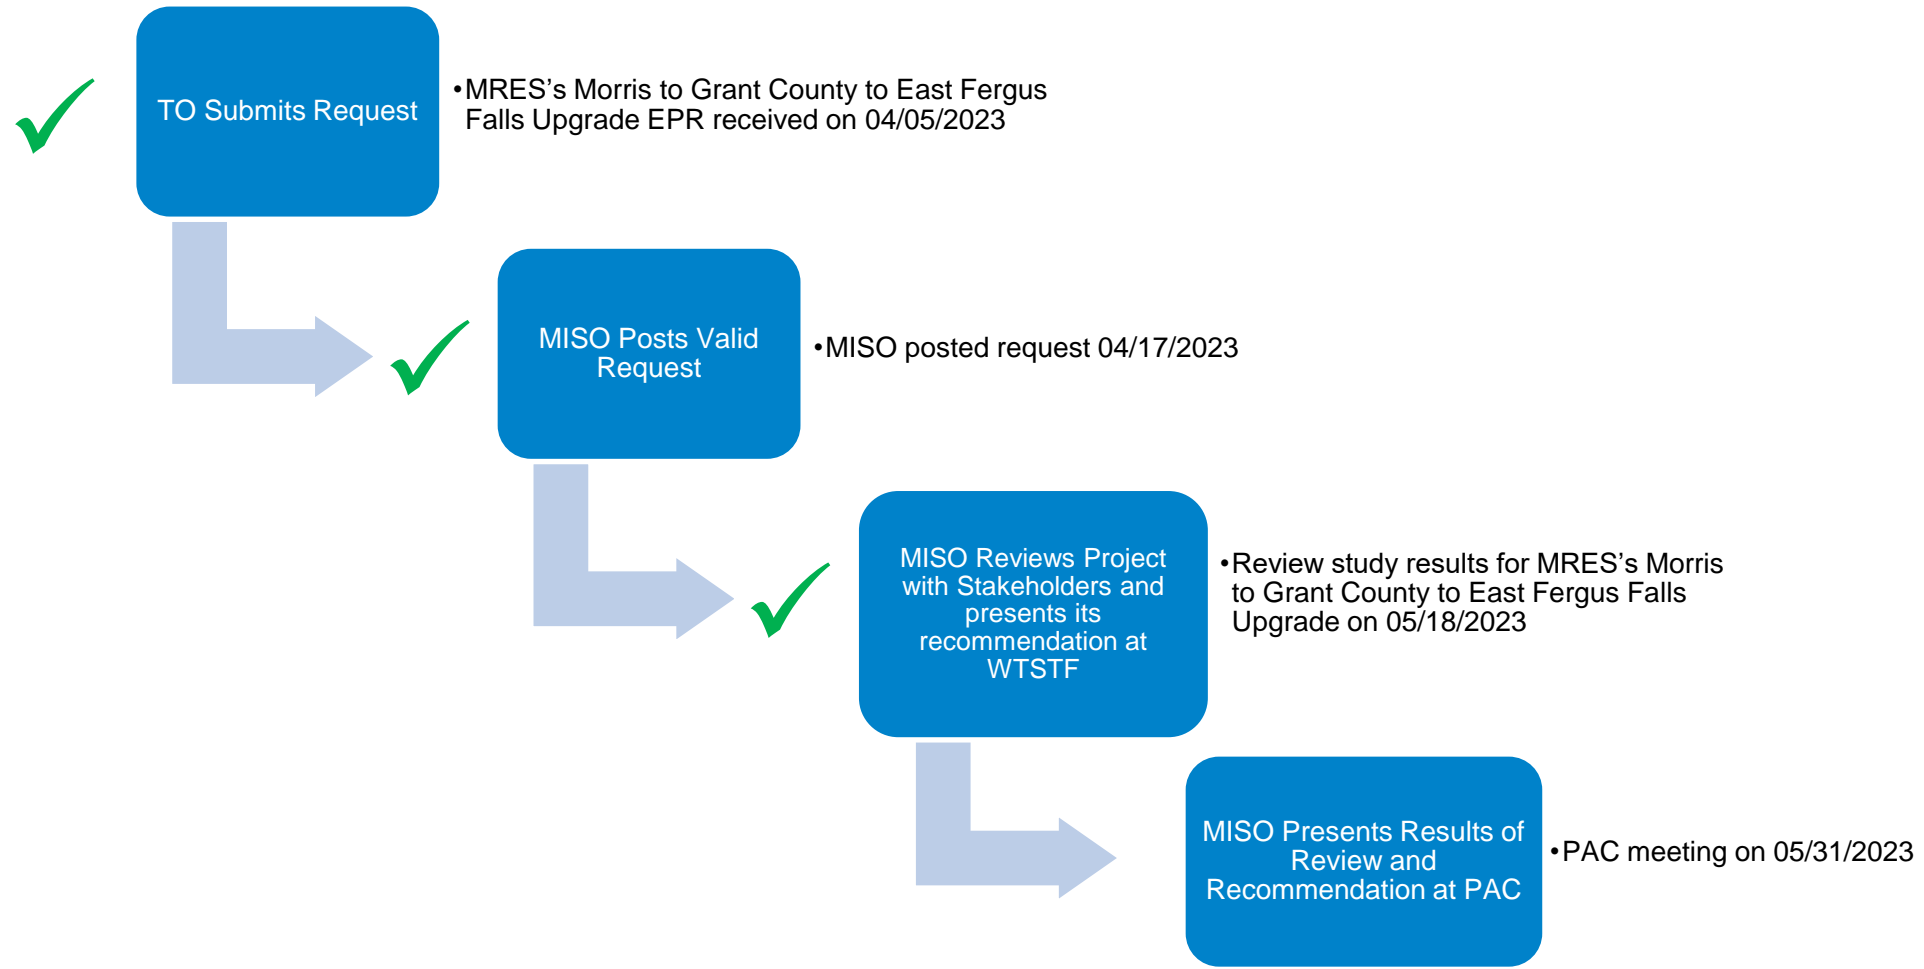 TO Submits Request
•MRES’s Morris to Grant County to East Fergus
Falls Upgrade EPR received on 04/05/2023
MISO Posts Valid
Request
•MISO posted request 04/17/2023
MISO Reviews Project
with Stakeholders and
presents its
recommendation at
WTSTF
•Review study results for MRES’s Morris
to Grant County to East Fergus Falls
Upgrade on 05/18/2023
MISO Presents Results of
Review and
Recommendation at PAC
•PAC meeting on 05/31/2023